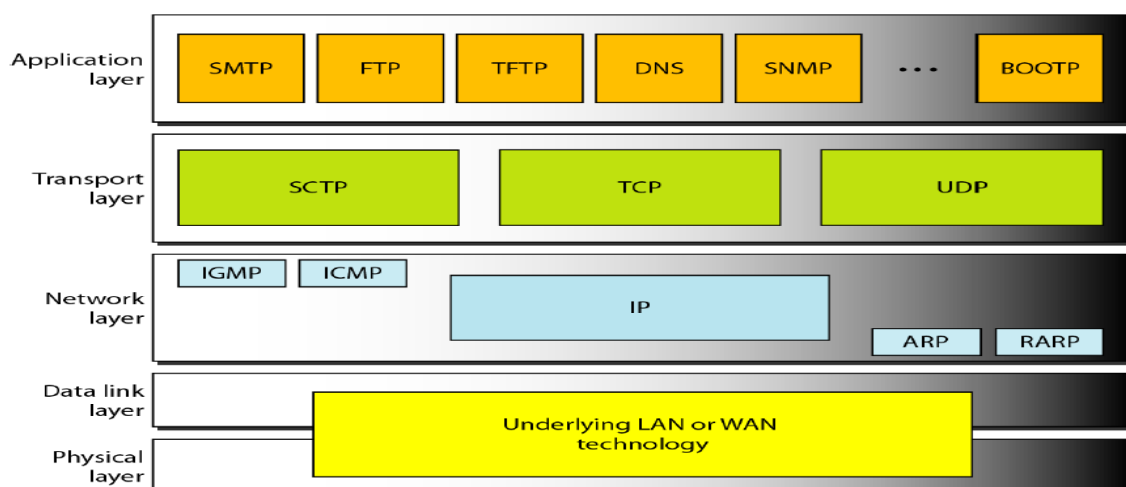 Application
layer
SMTP FTP TFTP DNS SNMP ... BOOTP
Transport
layer
SCTP TCP UDP
IGMP ICMP
Network
layer
IP
ARP RARP
Data link
layer
Underlying LAN or WAN
technology
Physical
layer